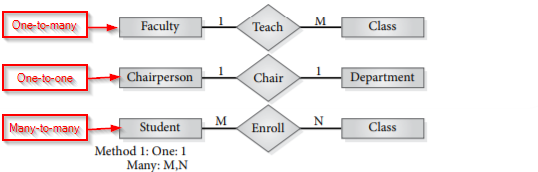 One-to-many Faculty 1 Teach M Class
One-to-one Chairperson 1 Chair 1 Department
Many-to-many Student M Enroll N Class
Method 1: One: 1
Many: M,N